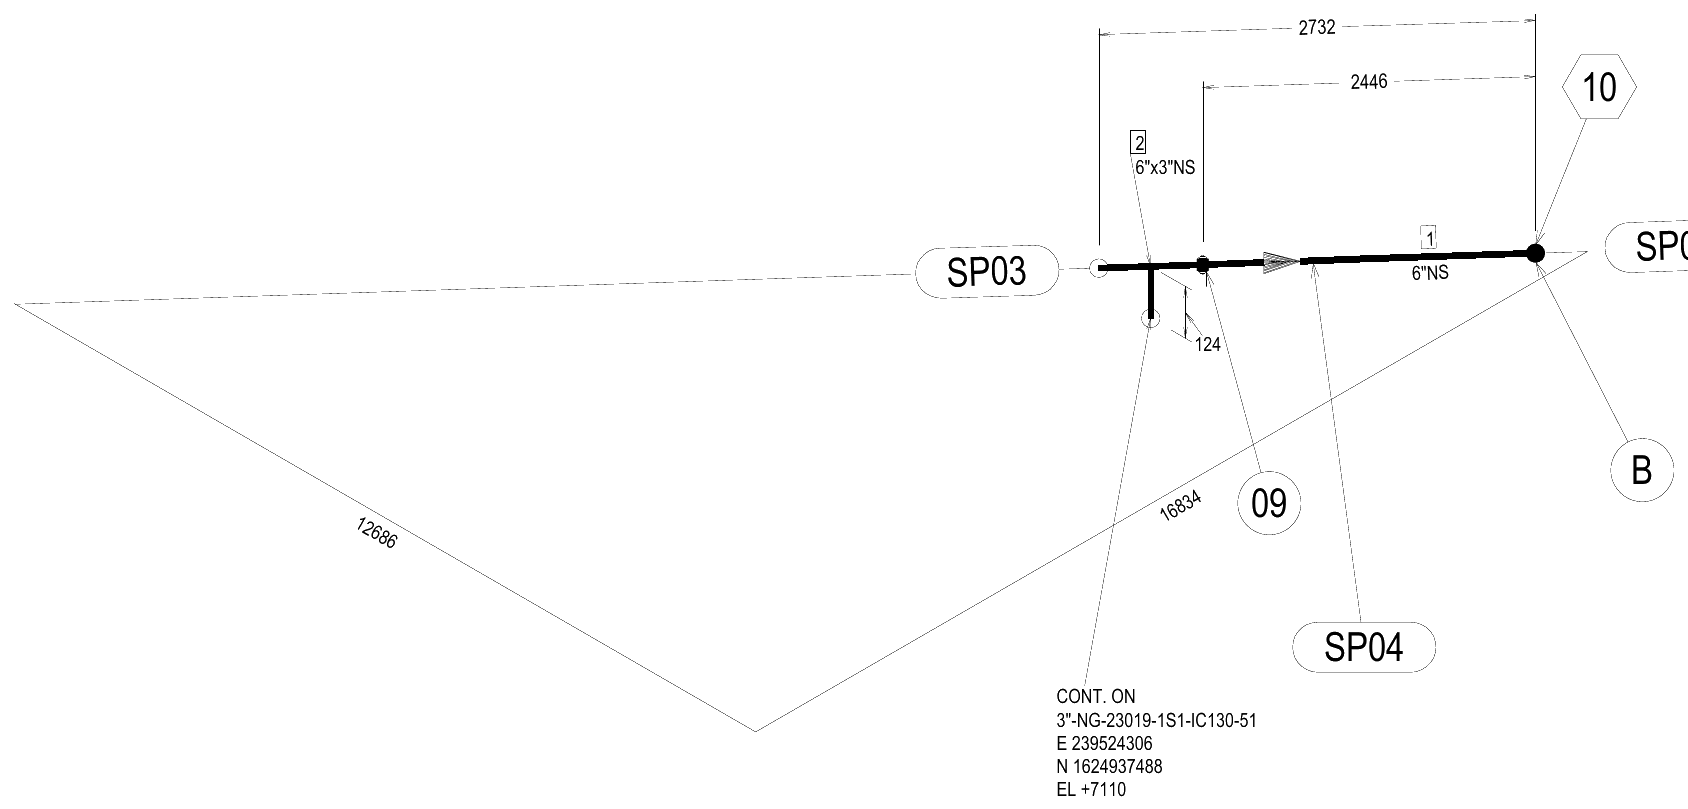 2732
2446
10
2
6"x3"NS
1
SP03
6"NS
124
16834
09
B
12686
SP04
CONT. ON
3"-NG-23019-1S1-IC130-51
E 239524306
N 1624937488
EL +7110